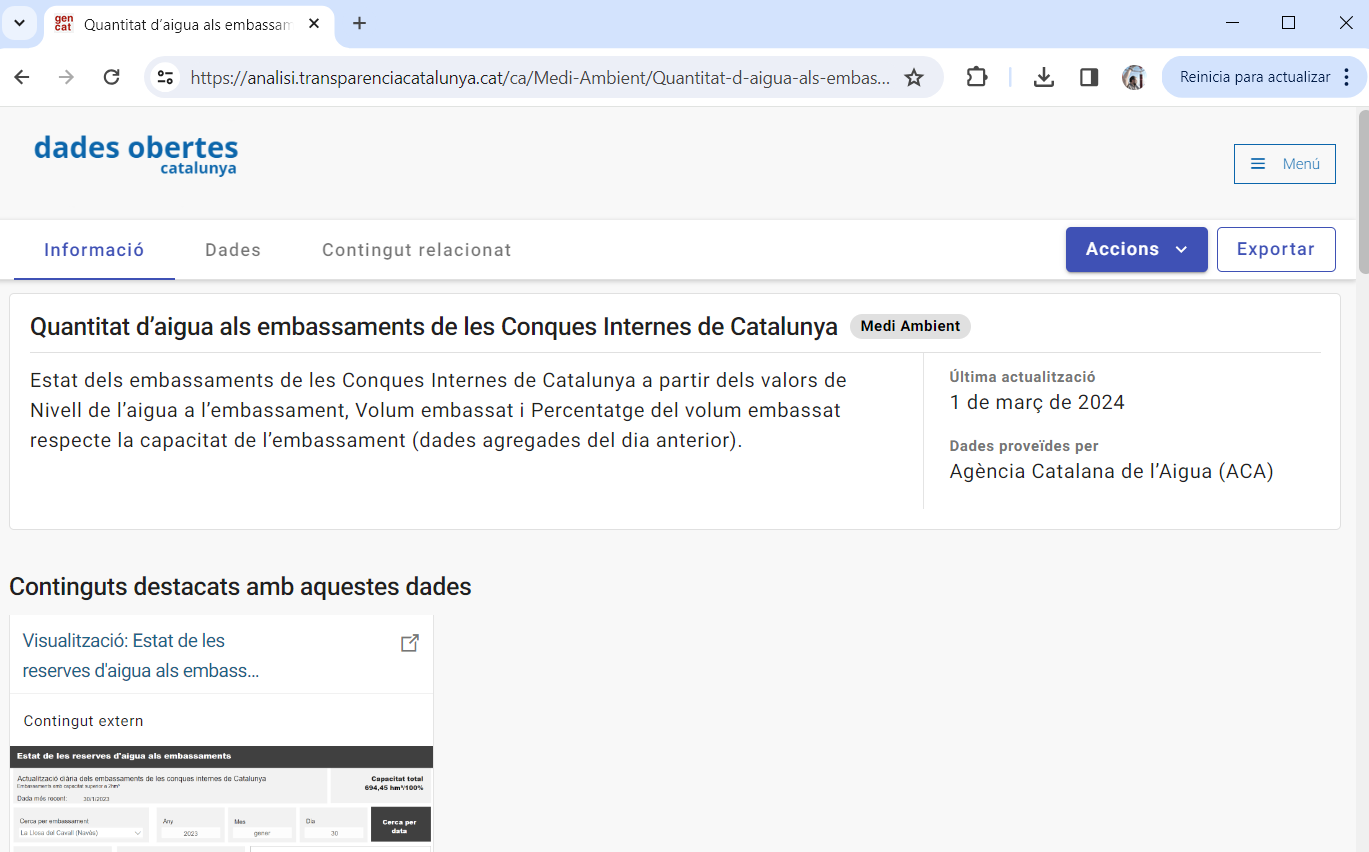 gen
cat
Quantitat d'aigua als embassam
https://analisi.transparenciacatalunya.cat/ca/Medi-Ambient/Quantitat-d-aigua-als-embas...
Reinicia para actualizar
dades obertes
catalunya
Menú
Informació
Dades
Contingut relacionat
Accions
Exportar
Quantitat d’aigua als embassaments de les Conques Internes de Catalunya
Medi Ambient
Estat dels embassaments de les Conques Internes de Catalunya a partir dels valors de
Nivell de l’aigua a l’embassament, Volum embassat i Percentatge del volum embassat
respecte la capacitat de l’embassament (dades agregades del dia anterior).
Última actualització
1 de març de 2024
Dades proveïdes per
Agència Catalana de l’Aigua (ACA)
Continguts destacats amb aquestes dades
Visualització: Estat de les
reserves d'aigua als embass...
Contingut extern
Estat de les reserves d'aigua als embassaments
Actualització diària dels embassaments de les conques internes de Catalunya
Embassaments amb capacitat superior a 2hm³
Dada més recent: 30/1/2023
Capacitat total
694,45 hm³/100%
Cerca per embassament
La Llosa del Cavall (Navès)
Any
2023
Mes
gener
Dia
30
Cerca per
data